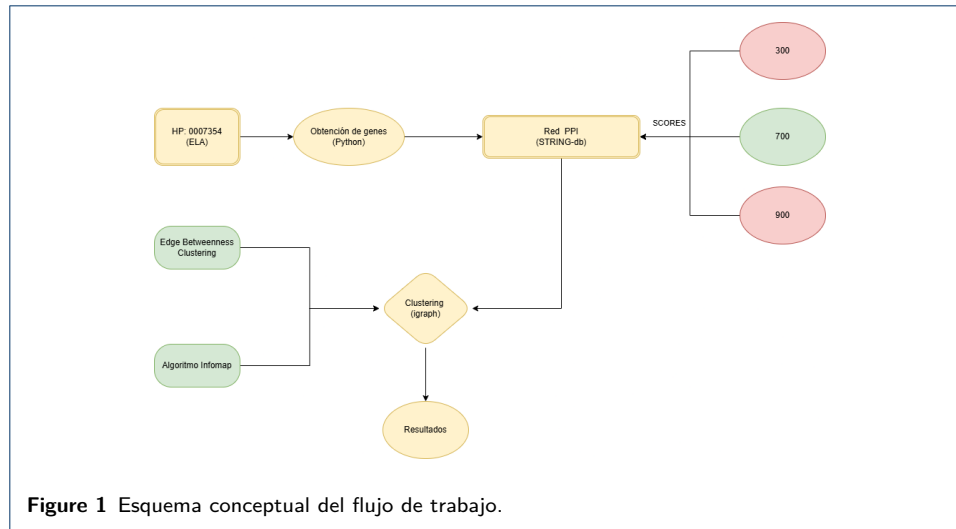 300
HP: 0007354
(ELA)
Obtención de genes
(Python)
Red PPI
(STRING-db)
SCORES
700
900
Edge Betweenness
Clustering
Clustering
(igraph)
Algoritmo Infomap
Resultados
Figure 1 Esquema conceptual del flujo de trabajo.